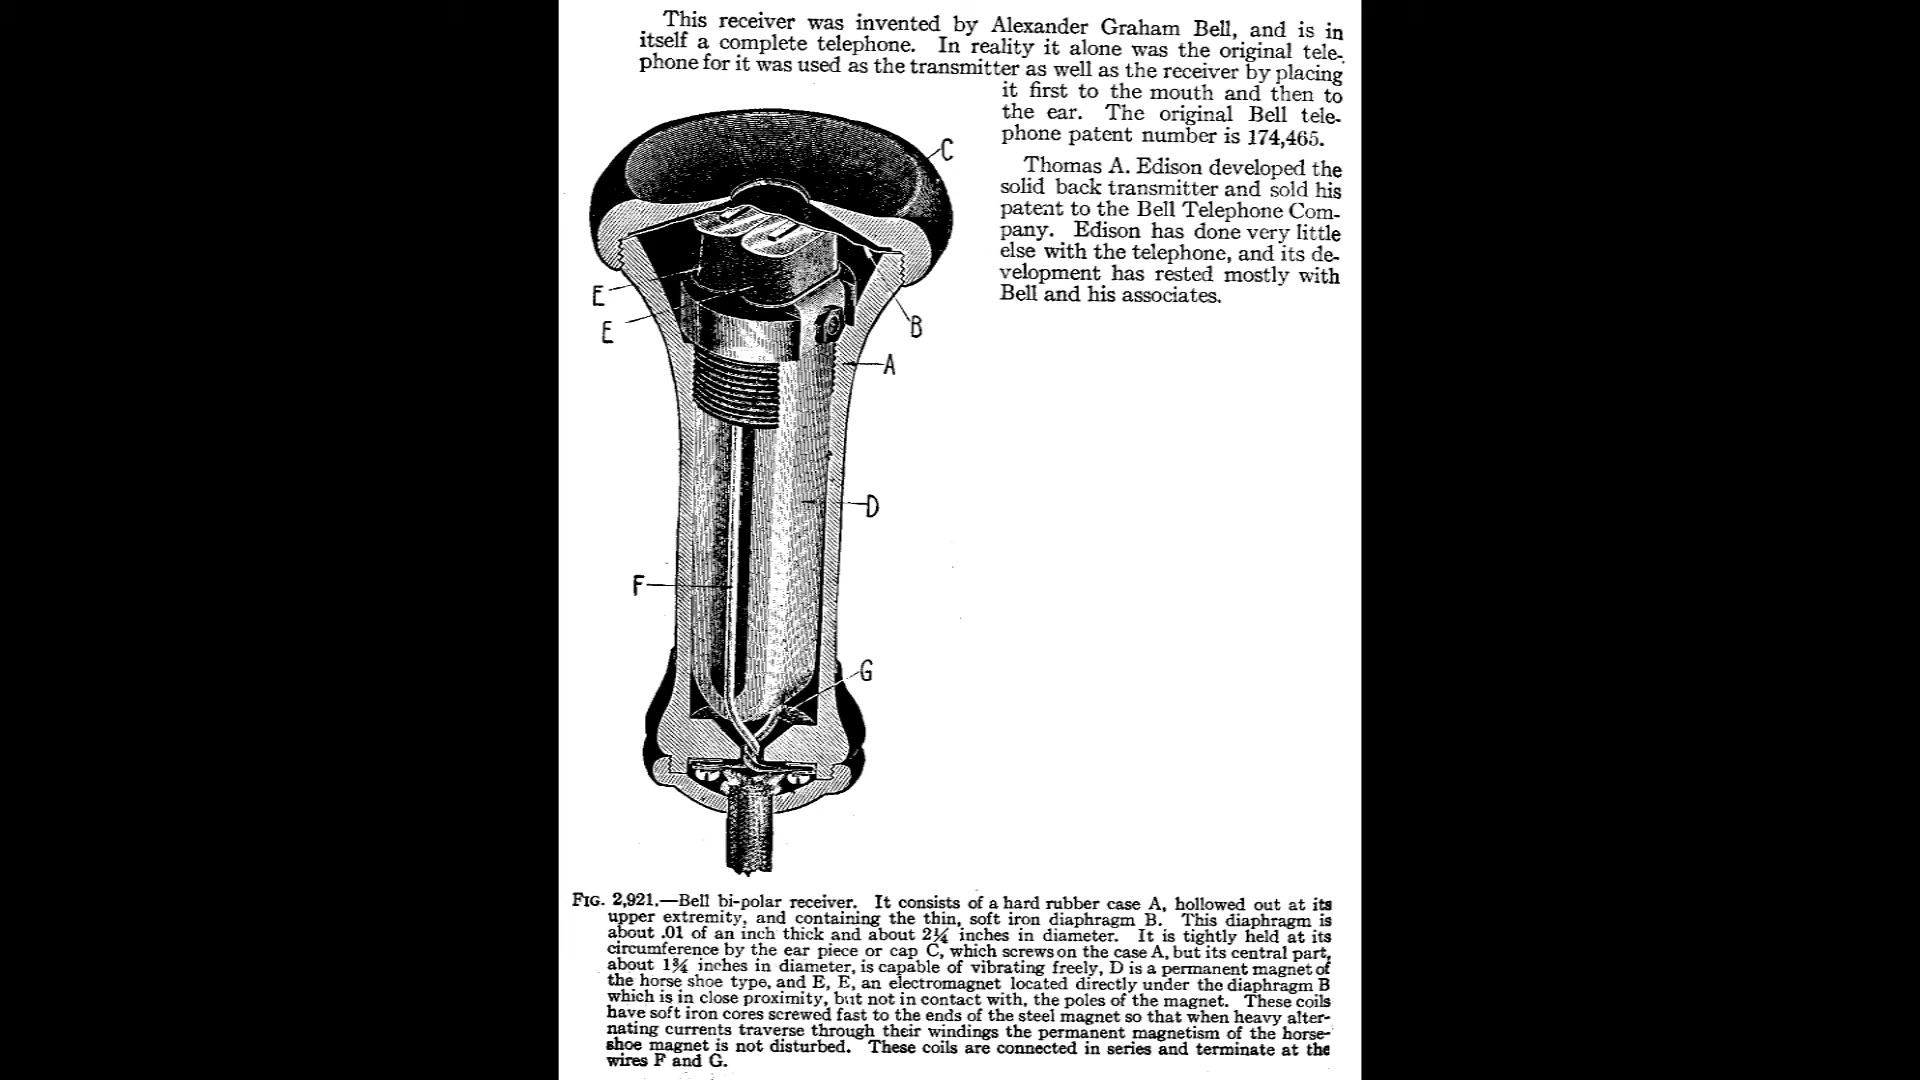 This receiver was invented by Alexander Graham Bell, and is in
itself a complete telephone. In reality it alone was the original tele-
phone for it was used as the transmitter as well as the receiver by placing
it first to the mouth and then to
the ear. The original Bell tele-
phone patent number is 174,465.
Thomas A. Edison developed the
solid back transmitter and sold his
patent to the Bell Telephone Com-
pany. Edison has done very little
else with the telephone, and its de-
velopment has rested mostly with
Bell and his associates.
C
E
E
B
A
D
F
G
FIG. 2,921.—Bell bi-polar receiver. It consists of a hard rubber case A, hollowed out at its
upper extremity, and containing the thin, soft iron diaphragm B. This diaphragm is
about .01 of an inch thick and about 2¼ inches in diameter. It is tightly held at its
circumference by the ear piece or cap C, which screws on the case A, but its central part,
about 1¾ inches in diameter, is capable of vibrating freely, D is a permanent magnet of
the horse shoe type, and E, E, an electromagnet located directly under the diaphragm B
which is in close proximity, but not in contact with, the poles of the magnet. These coils
have soft iron cores screwed fast to the ends of the steel magnet so that when heavy alter-
nating currents traverse through their windings the permanent magnetism of the horse-
shoe magnet is not disturbed. These coils are connected in series and terminate at the
wires F and G.